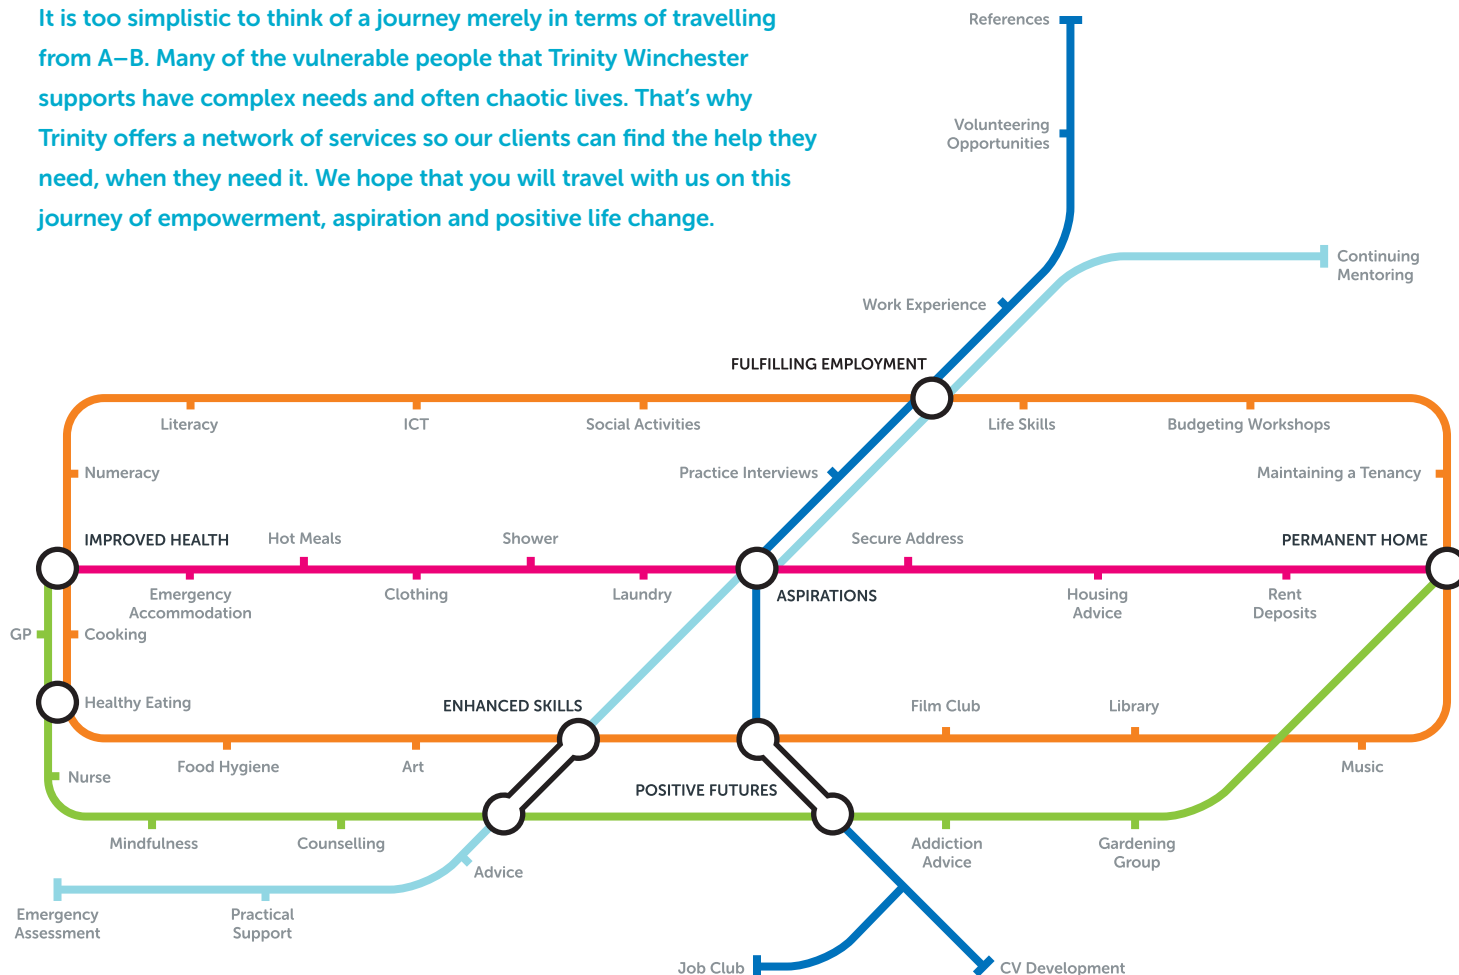 It is too simplistic to think of a journey merely in terms of travelling
from A–B. Many of the vulnerable people that Trinity Winchester
supports have complex needs and often chaotic lives. That’s why
Trinity offers a network of services so our clients can find the help they
need, when they need it. We hope that you will travel with us on this
journey of empowerment, aspiration and positive life change.
References
Volunteering
Opportunities
Continuing
Mentoring
Work Experience
FULFILLING EMPLOYMENT
Literacy
ICT
Social Activities
Life Skills
Budgeting Workshops
Numeracy
Practice Interviews
Maintaining a Tenancy
IMPROVED HEALTH
Hot Meals
Shower
Secure Address
PERMANENT HOME
Emergency
Accommodation
Clothing
Laundry
ASPIRATIONS
Housing
Advice
Rent
Deposits
GP
Cooking
Healthy Eating
ENHANCED SKILLS
Film Club
Library
Food Hygiene
Art
Music
Nurse
POSITIVE FUTURES
Mindfulness
Counselling
Addiction
Advice
Gardening
Group
Advice
Emergency
Assessment
Practical
Support
Job Club
CV Development